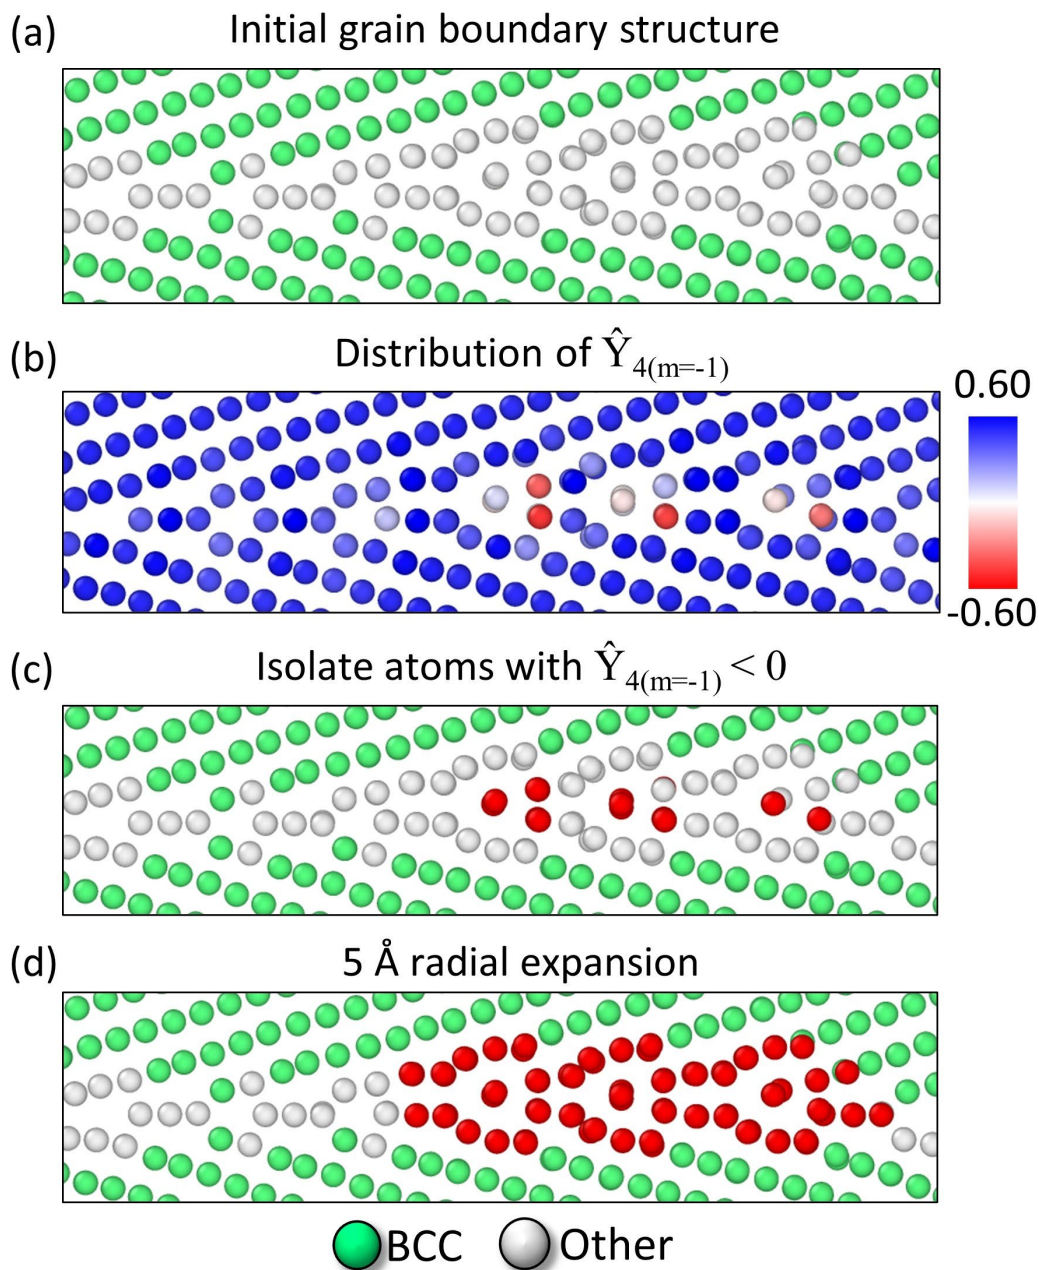 (a) Initial grain boundary structure
(b) Distribution of Ŷ4(m=-1)
0.60
-0.60
(c) Isolate atoms with Ŷ4(m=-1) < 0
(d) 5 Å radial expansion
BCC Other